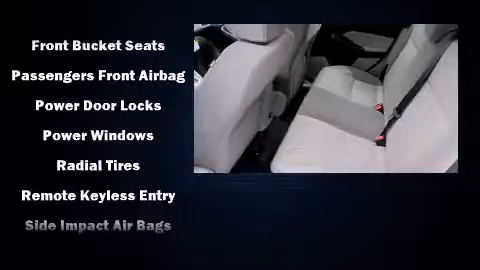 Front Bucket Seats
Passengers Front Airbag
Power Door Locks
Power Windows
Radial Tires
Remote Keyless Entry
Side Impact Air Bags